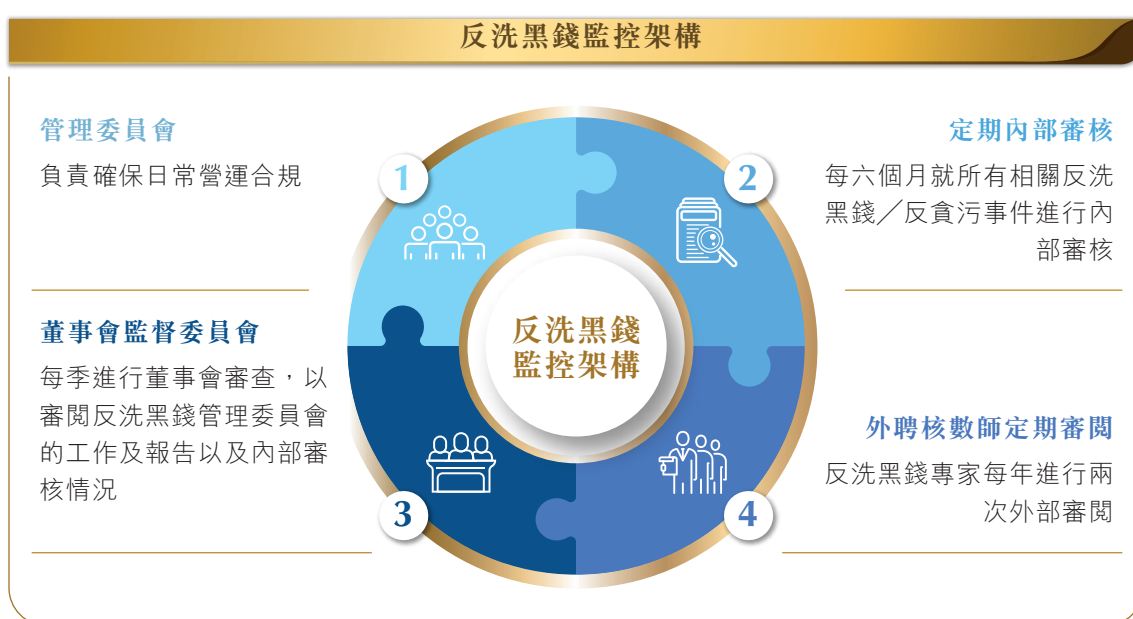 反洗黑錢監控架構
管理委員會
負責確保日常營運合規
1
2
定期內部審核
每六個月就所有相關反洗
黑錢／反貪污事件進行內
部審核
反洗黑錢
監控架構
董事會監督委員會
每季進行董事會審查，以
審閱反洗黑錢管理委員會
的工作及報告以及內部審
核情況
3
4
外聘核數師定期審閱
反洗黑錢專家每年進行兩
次外部審閱